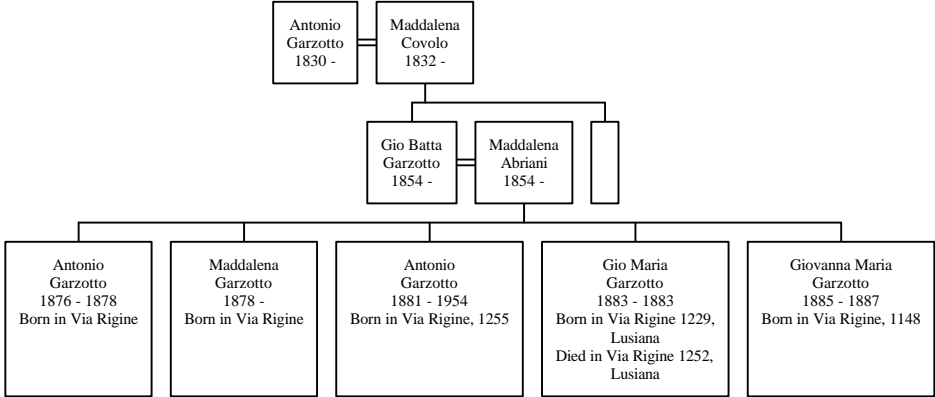 Antonio
Garzotto
1830 -
Maddalena
Covolo
1832 -
Gio Batta
Garzotto
1854 -
Maddalena
Abriani
1854 -
Antonio
Garzotto
1876 - 1878
Born in Via Rigine
Maddalena
Garzotto
1878 -
Born in Via Rigine
Antonio
Garzotto
1881 - 1954
Born in Via Rigine, 1255
Gio Maria
Garzotto
1883 - 1883
Born in Via Rigine 1229,
Lusiana
Died in Via Rigine 1252,
Lusiana
Giovanna Maria
Garzotto
1885 - 1887
Born in Via Rigine, 1148